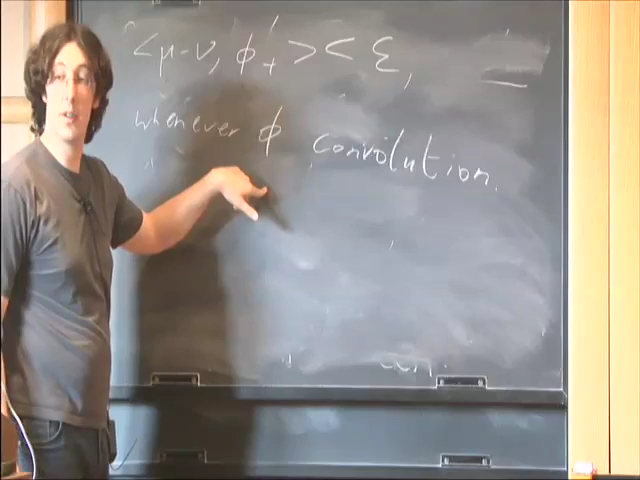 <μ-ν, ϕ₊> < ε,
whenever ϕ convolution.